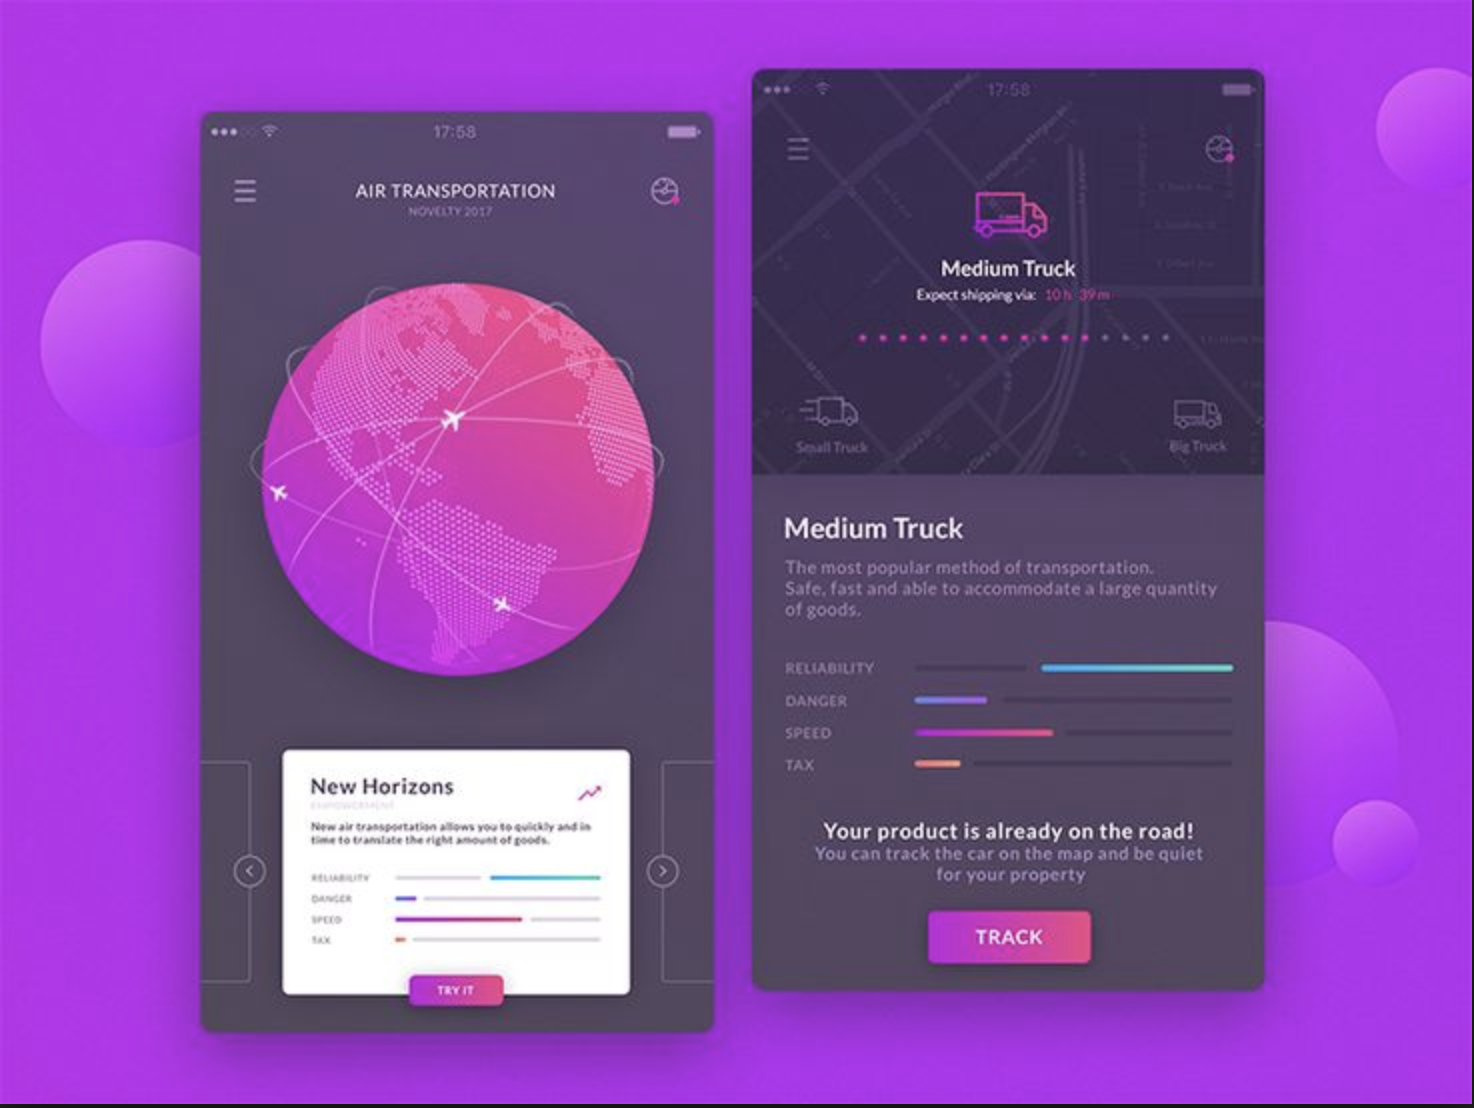 17:58
AIR TRANSPORTATION
NOVELTY 2017
New Horizons
EMPOWERMENT
New air transportation allows you to quickly and in
time to translate the right amount of goods.
RELIABILITY
DANGER
SPEED
TAX
TRY IT
17:58
Medium Truck
Expect shipping via: 10 h 39 m
Small Truck
Big Truck
Medium Truck
The most popular method of transportation.
Safe, fast and able to accommodate a large quantity
of goods.
RELIABILITY
DANGER
SPEED
TAX
Your product is already on the road!
You can track the car on the map and be quiet
for your property
TRACK